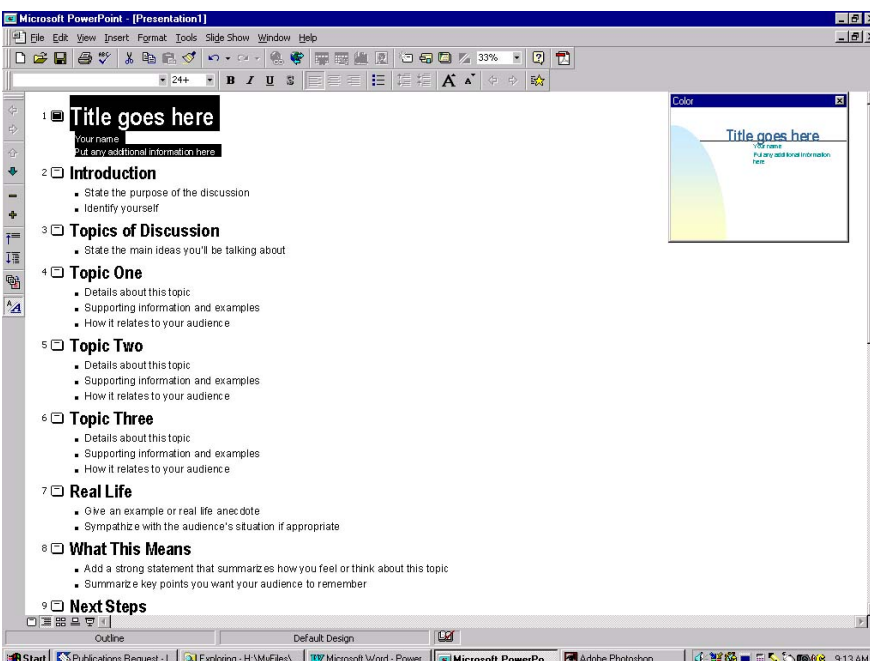 Microsoft PowerPoint - [Presentation1]
File Edit View Insert Format Tools Slide Show Window Help
33%
24+ B I U S A A
Color
1 Title goes here
Your name
Put any additional information here
Title goes here
Your name
Put any additional information
here
2 Introduction
State the purpose of the discussion
Identify yourself
3 Topics of Discussion
State the main ideas you'll be talking about
4 Topic One
Details about this topic
Supporting information and examples
How it relates to your audience
5 Topic Two
Details about this topic
Supporting information and examples
How it relates to your audience
6 Topic Three
Details about this topic
Supporting information and examples
How it relates to your audience
7 Real Life
Give an example or real life anecdote
Sympathize with the audience's situation if appropriate
8 What This Means
Add a strong statement that summarizes how you feel or think about this topic
Summarize key points you want your audience to remember
9 Next Steps
Outline Default Design
Start Publications Request - I Exploring - H:\MyFiles\ Microsoft Word - Power Microsoft PowerPo... Adobe Photoshop 9:13 AM